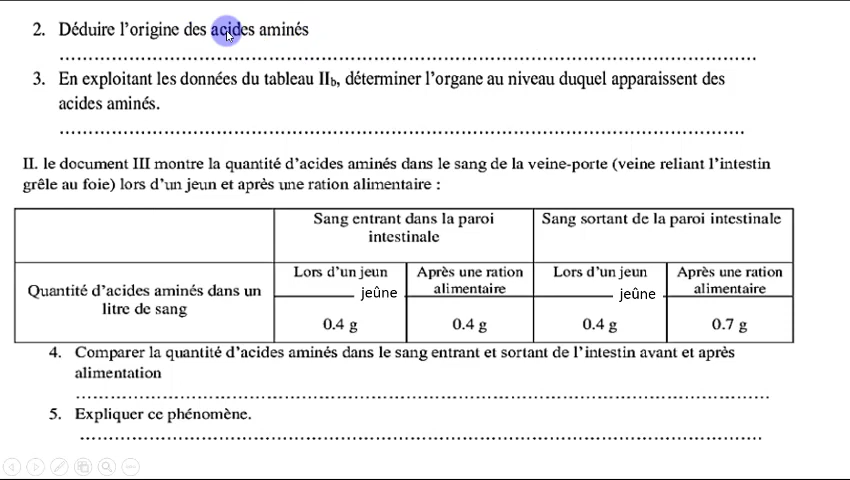 2. Déduire l'origine des acides aminés
3. En exploitant les données du tableau IIb, déterminer l'organe au niveau duquel apparaissent des
acides aminés.
II. le document III montre la quantité d'acides aminés dans le sang de la veine-porte (veine reliant l'intestin
grêle au foie) lors d'un jeun et après une ration alimentaire :
Sang entrant dans la paroi
intestinale
Sang sortant de la paroi intestinale
Quantité d'acides aminés dans un
litre de sang
Lors d'un jeun
jeûne
Après une ration
alimentaire
Lors d'un jeun
jeûne
Après une ration
alimentaire
0.4 g
0.4 g
0.4 g
0.7 g
4. Comparer la quantité d'acides aminés dans le sang entrant et sortant de l'intestin avant et après
alimentation
5. Expliquer ce phénomène.